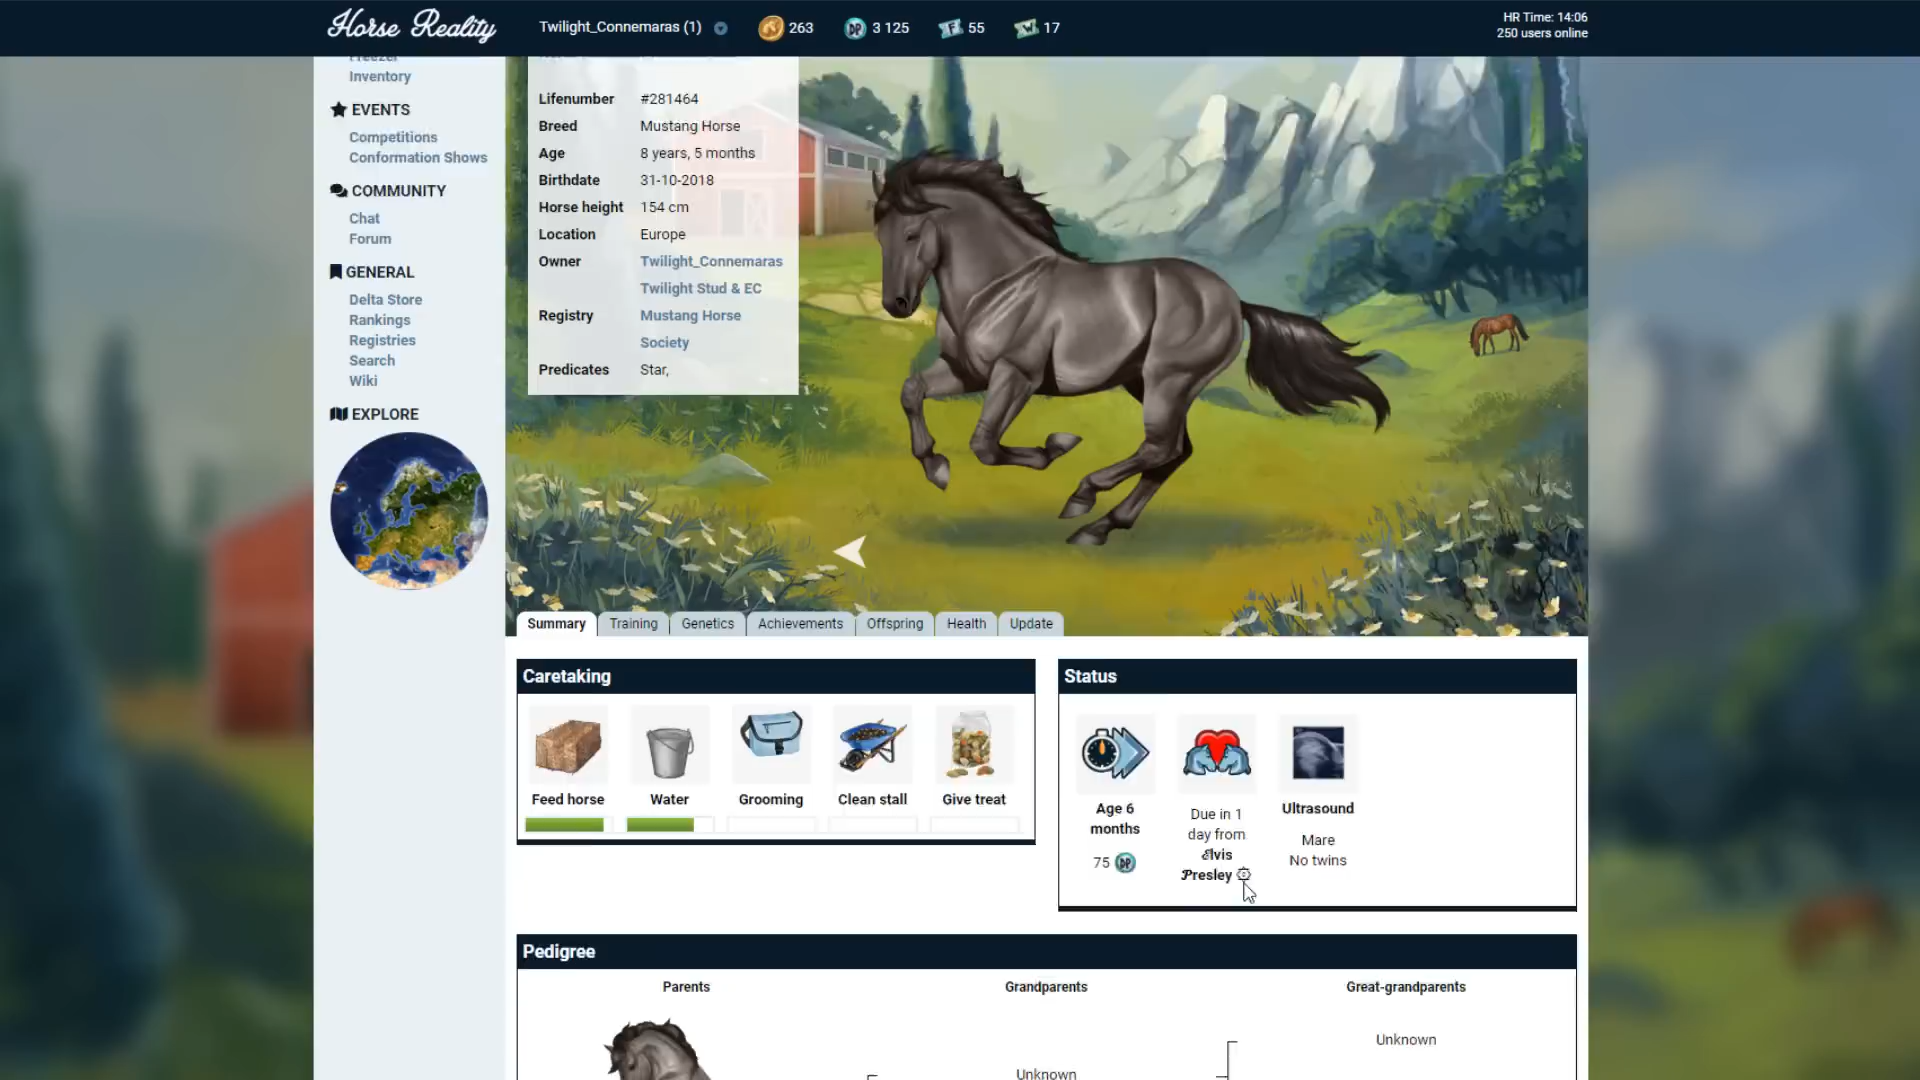 Horse Reality
Twilight_Connemaras (1)
263
DP
3 125
55
17
HR Time: 14:06
250 users online
Freezer
Inventory
EVENTS
Competitions
Conformation Shows
COMMUNITY
Chat
Forum
GENERAL
Delta Store
Rankings
Registries
Search
Wiki
EXPLORE
Lifenumber #281464
Breed Mustang Horse
Age 8 years, 5 months
Birthdate 31-10-2018
Horse height 154 cm
Location Europe
Owner Twilight_Connemaras
Twilight Stud & EC
Registry Mustang Horse
Society
Predicates Star,
Summary Training Genetics Achievements Offspring Health Update
Caretaking
Feed horse Water Grooming Clean stall Give treat
Status
Age 6
months
75 DP
Due in 1
day from
Elvis
Presley
Ultrasound
Mare
No twins
Pedigree
Parents Grandparents Great-grandparents
Unknown
Unknown